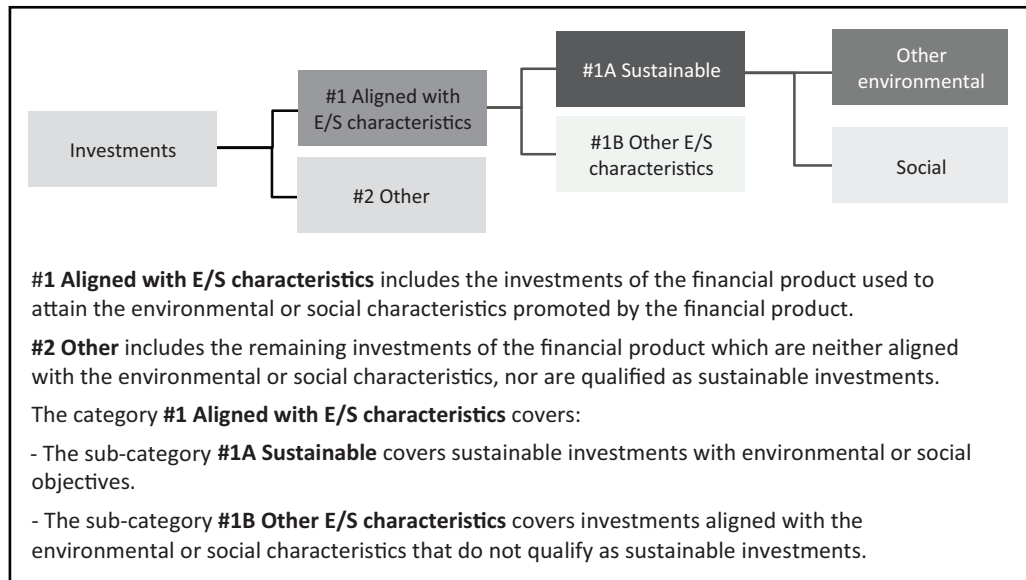 Investments
#1 Aligned with
E/S characteristics
#2 Other
#1A Sustainable
#1B Other E/S
characteristics
Other
environmental
Social
#1 Aligned with E/S characteristics includes the investments of the financial product used to
attain the environmental or social characteristics promoted by the financial product.
#2 Other includes the remaining investments of the financial product which are neither aligned
with the environmental or social characteristics, nor are qualified as sustainable investments.
The category #1 Aligned with E/S characteristics covers:
- The sub-category #1A Sustainable covers sustainable investments with environmental or social
objectives.
- The sub-category #1B Other E/S characteristics covers investments aligned with the
environmental or social characteristics that do not qualify as sustainable investments.